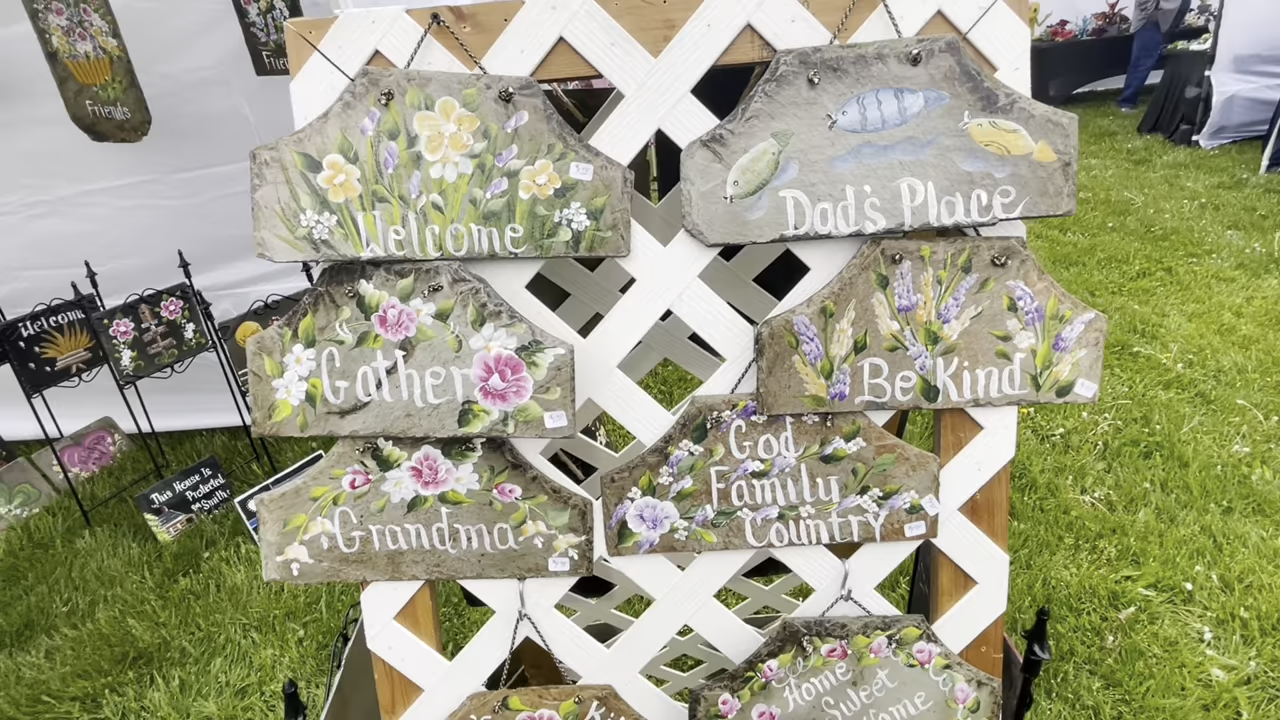 Friends
Welcome
Dad's Place
Gather
Be Kind
Grandma
God
Family
Country
Welcome
This House Is
Protected
Smith
Home
Sweet
Home